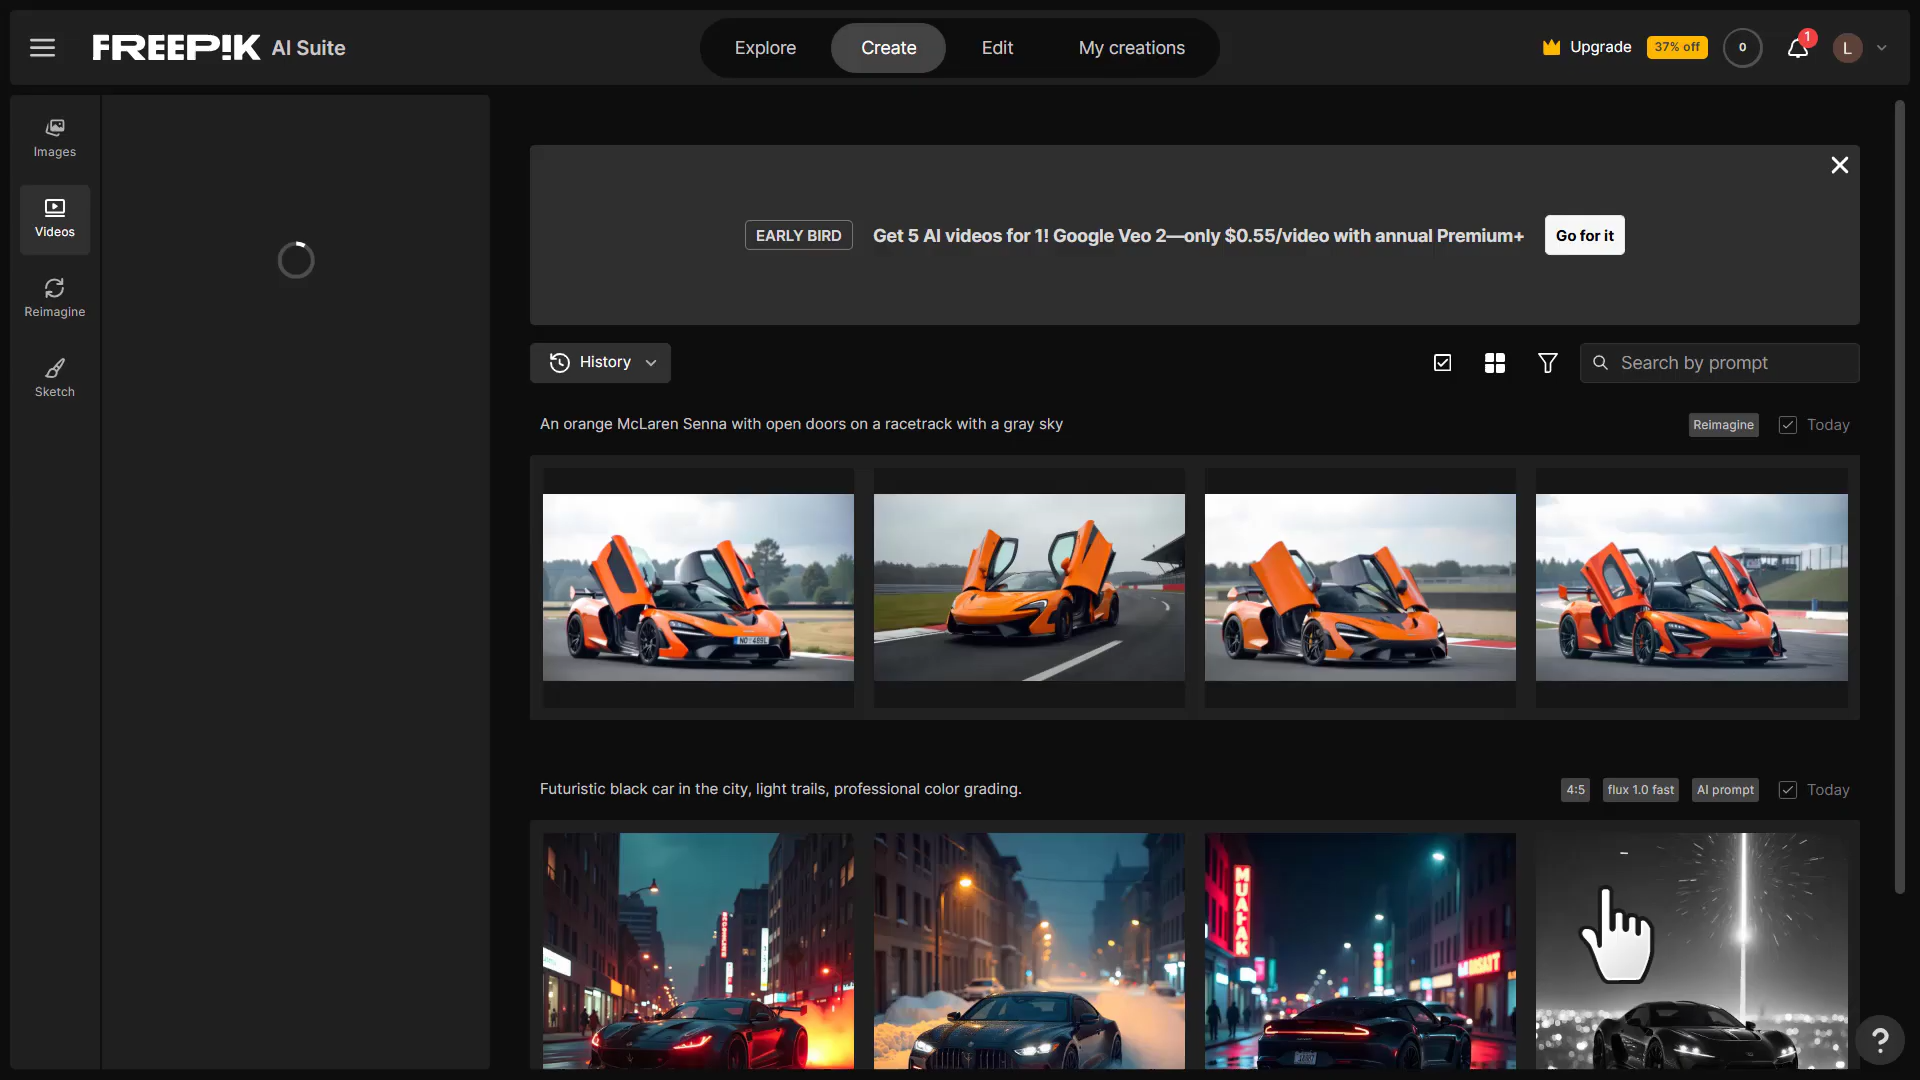 FREEP!K AI Suite
Explore
Create
Edit
My creations
Upgrade
37% off
0
1
L
Images
Videos
Reimagine
Sketch
EARLY BIRD
Get 5 AI videos for 1! Google Veo 2—only $0.55/video with annual Premium+
Go for it
History
Search by prompt
An orange McLaren Senna with open doors on a racetrack with a gray sky
Reimagine
Today
Futuristic black car in the city, light trails, professional color grading.
4:5
flux 1.0 fast
AI prompt
Today
?